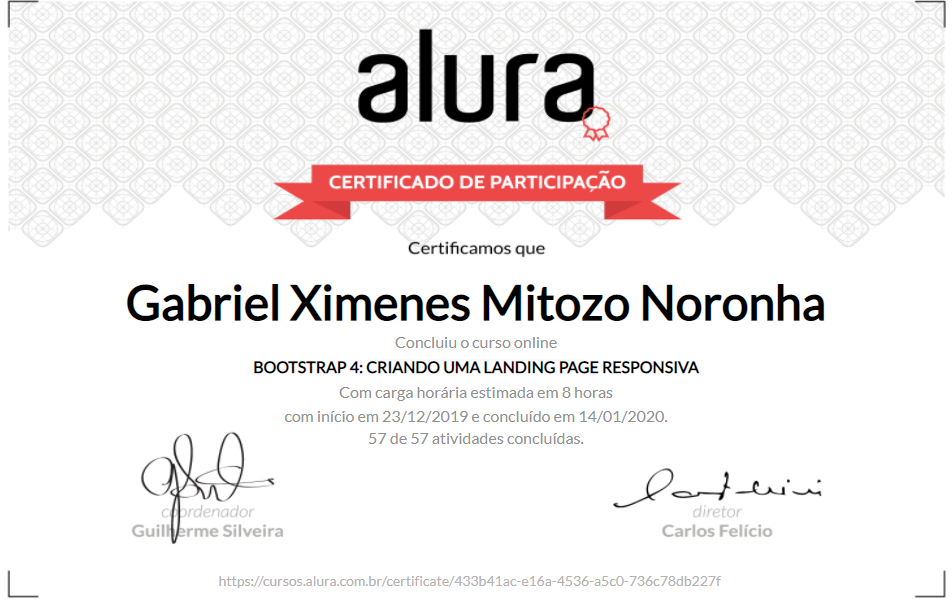 alura
CERTIFICADO DE PARTICIPAÇÃO
Certificamos que
Gabriel Ximenes Mitozo Noronha
Concluiu o curso online
BOOTSTRAP 4: CRIANDO UMA LANDING PAGE RESPONSIVA
Com carga horária estimada em 8 horas
com início em 23/12/2019 e concluído em 14/01/2020.
57 de 57 atividades concluídas.
coordenador
Guilherme Silveira
diretor
Carlos Felício
https://cursos.alura.com.br/certificate/433b41ac-e16a-4536-a5c0-736c78db227f